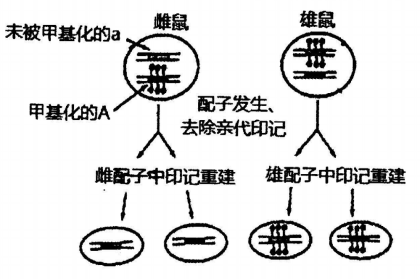 雌鼠
雄鼠
未被甲基化的a
甲基化的A
配子发生、
去除亲代印记
雌配子中印记重建
雄配子中印记重建